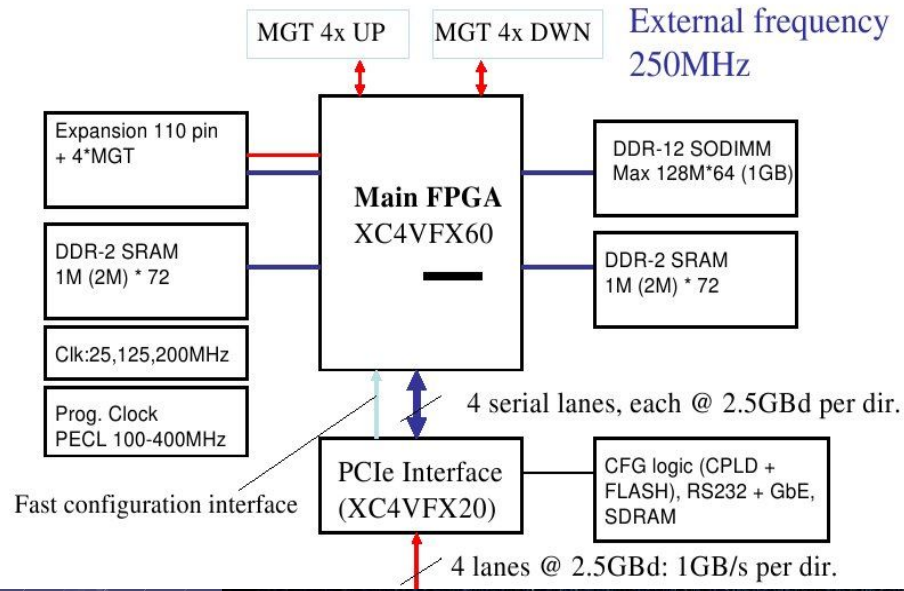 MGT 4x UP
MGT 4x DWN
External frequency
250MHz
Expansion 110 pin
+ 4*MGT
DDR-12 SODIMM
Max 128M*64 (1GB)
Main FPGA
XC4VFX60
DDR-2 SRAM
1M (2M) * 72
DDR-2 SRAM
1M (2M) * 72
Clk:25,125,200MHz
Prog. Clock
PECL 100-400MHz
4 serial lanes, each @ 2.5GBd per dir.
PCIe Interface
(XC4VFX20)
CFG logic (CPLD +
FLASH), RS232 + GbE,
SDRAM
Fast configuration interface
4 lanes @ 2.5GBd: 1GB/s per dir.